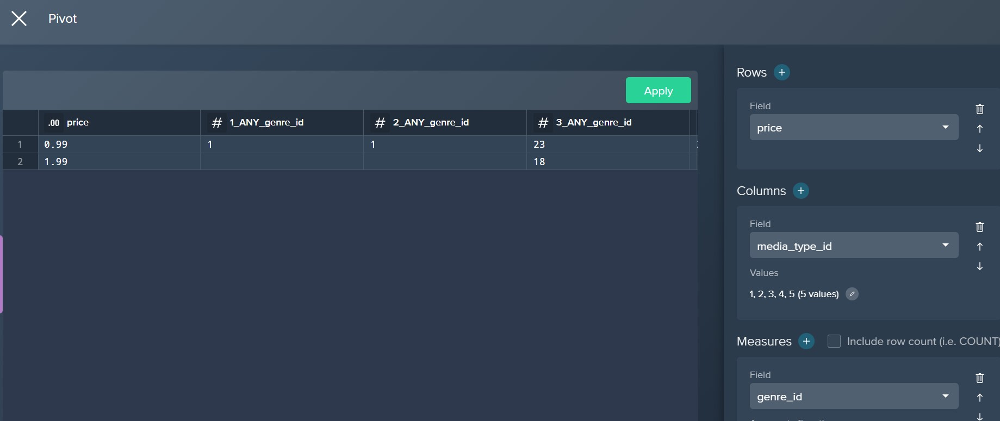 Pivot
Apply
.00 price # 1_ANY_genre_id # 2_ANY_genre_id # 3_ANY_genre_id
1 0.99 1 1 23
2 1.99 18
Rows +
Field
price
Columns +
Field
media_type_id
Values
1, 2, 3, 4, 5 (5 values)
Measures + Include row count (i.e. COUNT)
Field
genre_id